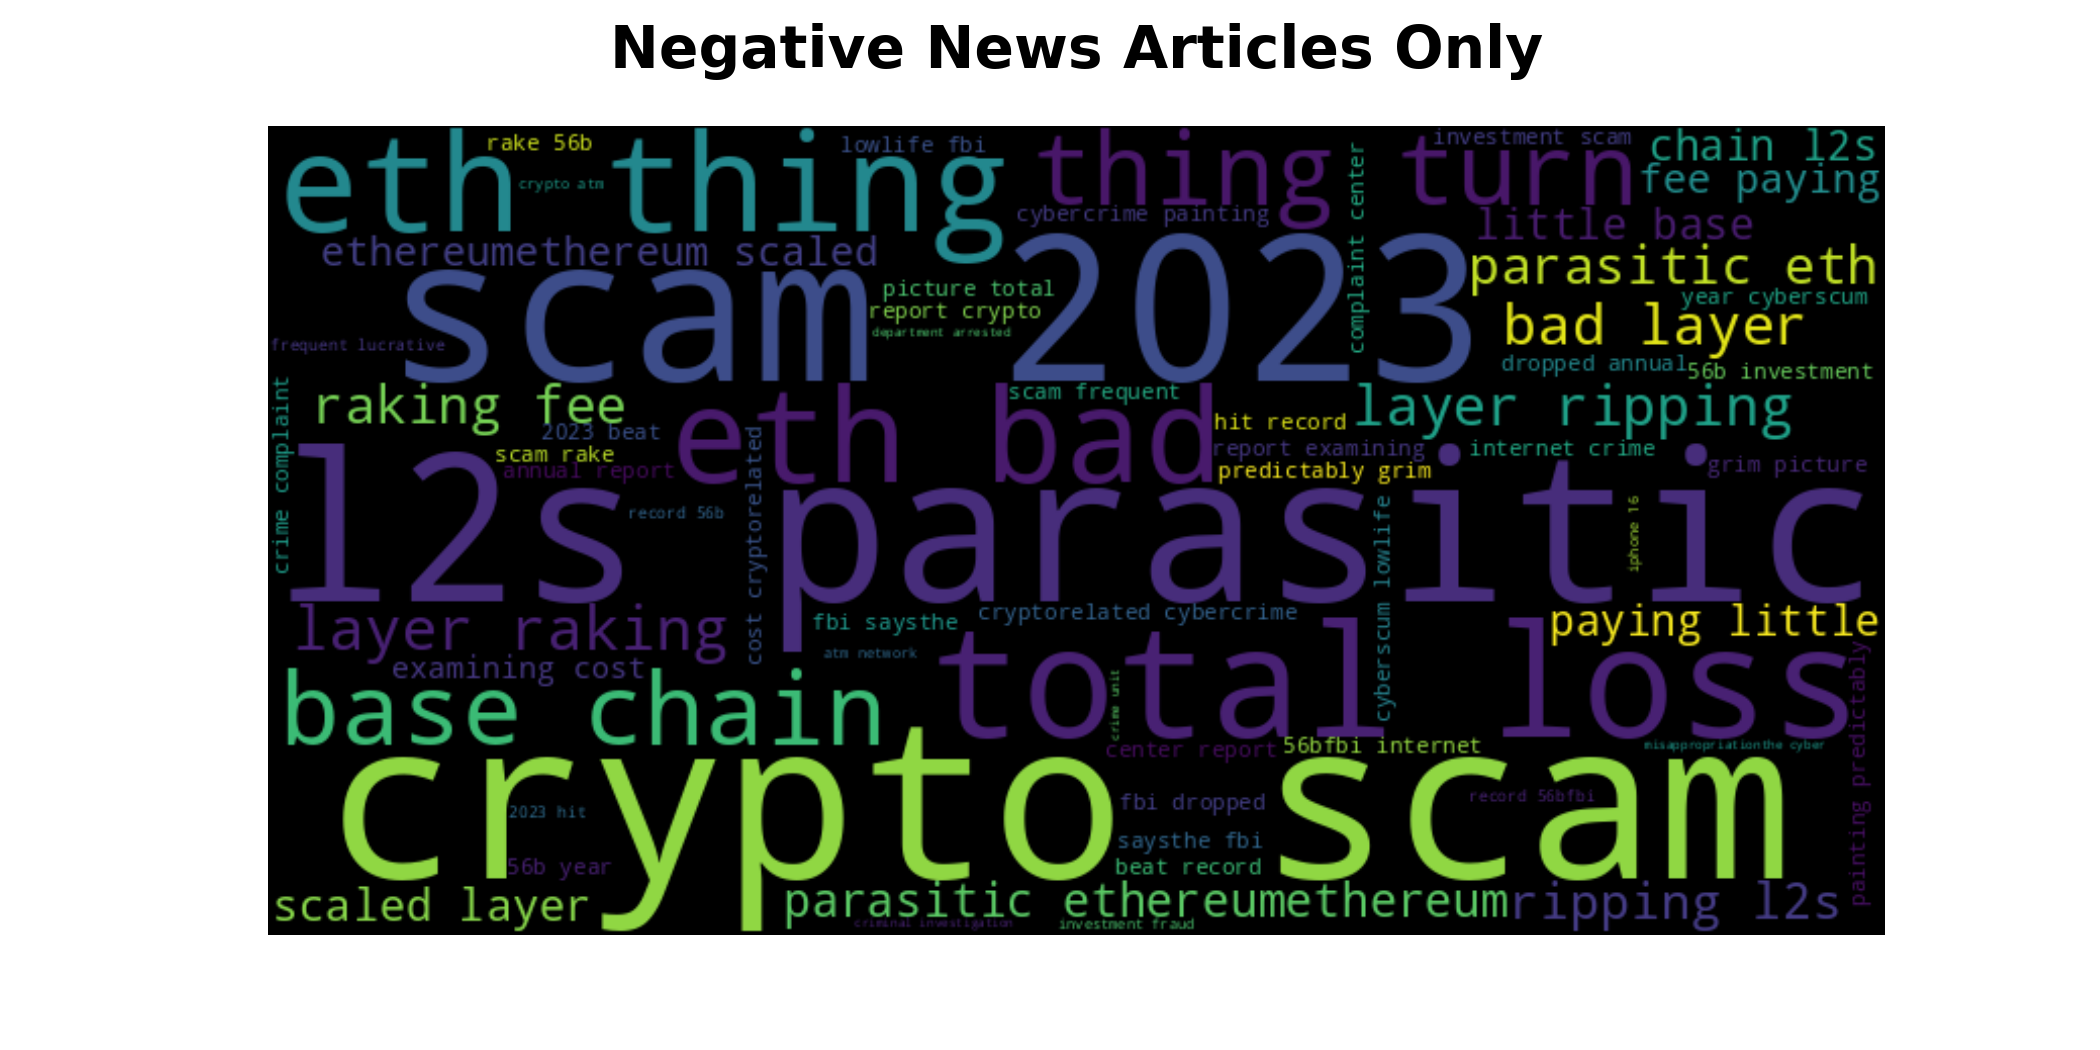 Negative News Articles Only
rake 56b
lowlife fbi
investment scam
chain l2s
eth thing
thing turn
crypto atm
fee paying
cybercrime painting
complaint center
little base
ethereumethereum scaled
parasitic eth
scam 2023
picture total
year cyberscum
report crypto
department arrested
bad layer
frequent lucrative
dropped annual
56b investment
crime complaint
raking fee
eth bad
scam frequent
layer ripping
hit record
2023 beat
report examining
internet crime
scam rake
annual report
predictably grim
grim picture
l2s parasitic
record 56b
cost cryptorelated
cyberscum lowlife
iphone 16
layer raking
fbi saysthe
cryptorelated cybercrime
paying little
atm network
examining cost
total loss
painting predictably
base chain
crime unit
center report
56bfbi internet
misappropriationthe cyber
crypto scam
2023 hit
fbi dropped
record 56bfbi
saysthe fbi
56b year
beat record
scaled layer
parasitic ethereumethereum
ripping l2s
criminal investigation
investment fraud